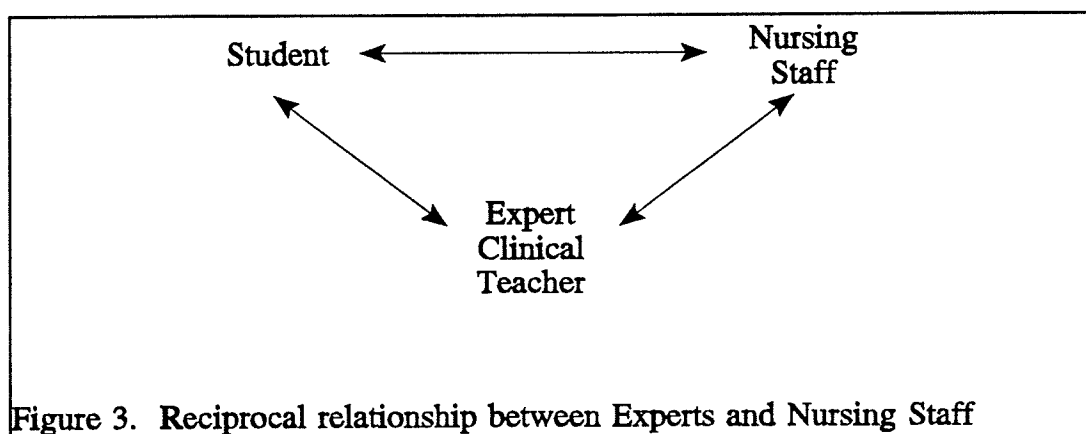 Student
Nursing
Staff
Expert
Clinical
Teacher
Figure 3. Reciprocal relationship between Experts and Nursing Staff